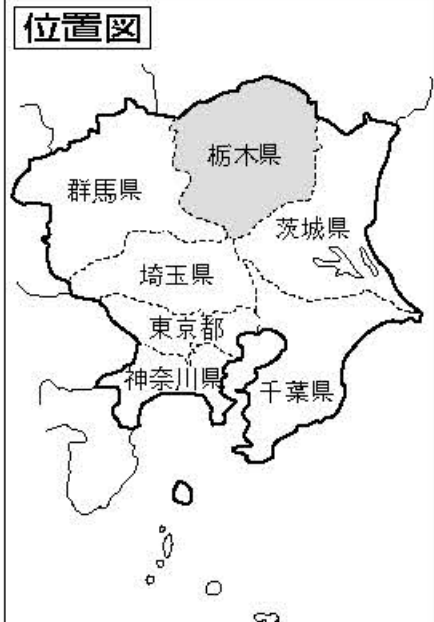 位置図
栃木県
群馬県
茨城県
埼玉県
東京都
神奈川県
千葉県